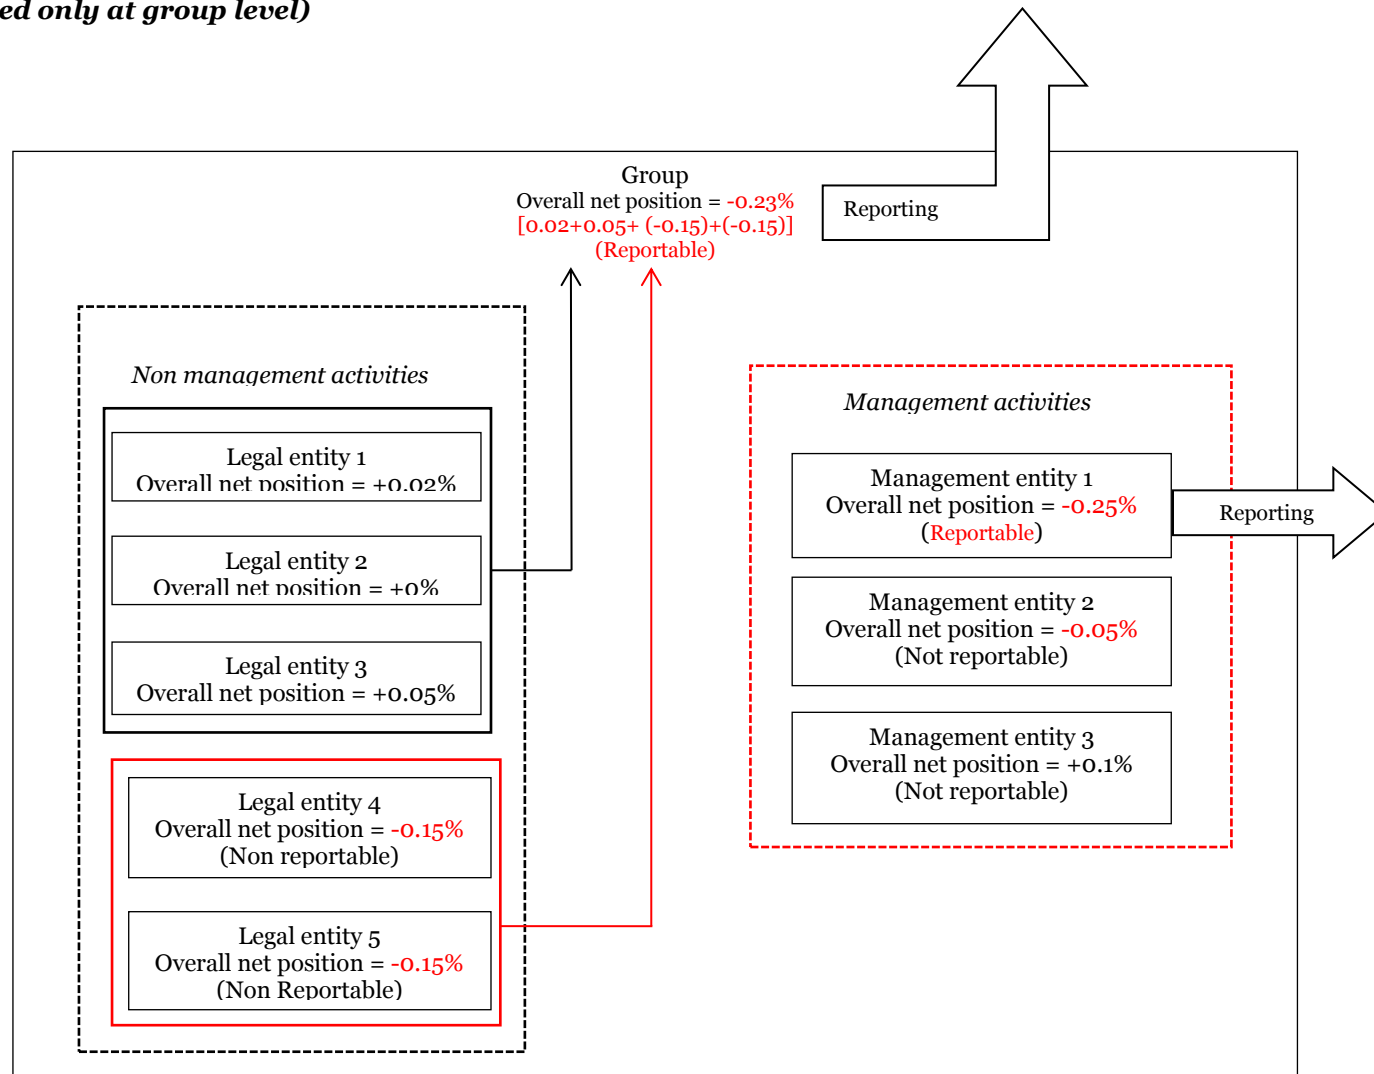 ed only at group level)
Group
Overall net position = -0.23%
[0.02+0.05+ (-0.15)+(-0.15)]
(Reportable)
Reporting
Non management activities
Legal entity 1
Overall net position = +0.02%
Legal entity 2
Overall net position = +0%
Legal entity 3
Overall net position = +0.05%
Legal entity 4
Overall net position = -0.15%
(Non reportable)
Legal entity 5
Overall net position = -0.15%
(Non Reportable)
Management activities
Management entity 1
Overall net position = -0.25%
(Reportable)
Reporting
Management entity 2
Overall net position = -0.05%
(Not reportable)
Management entity 3
Overall net position = +0.1%
(Not reportable)